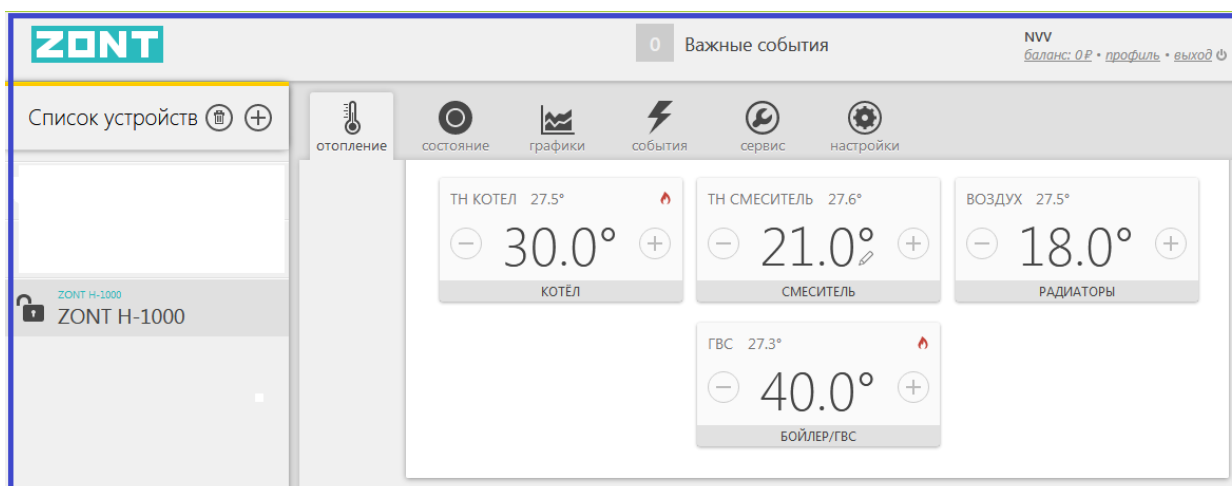 ZONT
0 Важные события
NVV
баланс: 0 ₽ • профиль • выход
Список устройств
отопление
состояние
графики
события
сервис
настройки
ZONT H-1000
ZONT H-1000
ТН КОТЕЛ 27.5°
30.0°
КОТЁЛ
ТН СМЕСИТЕЛЬ 27.6°
21.0°
СМЕСИТЕЛЬ
ВОЗДУХ 27.5°
18.0°
РАДИАТОРЫ
ГВС 27.3°
40.0°
БОЙЛЕР/ГВС